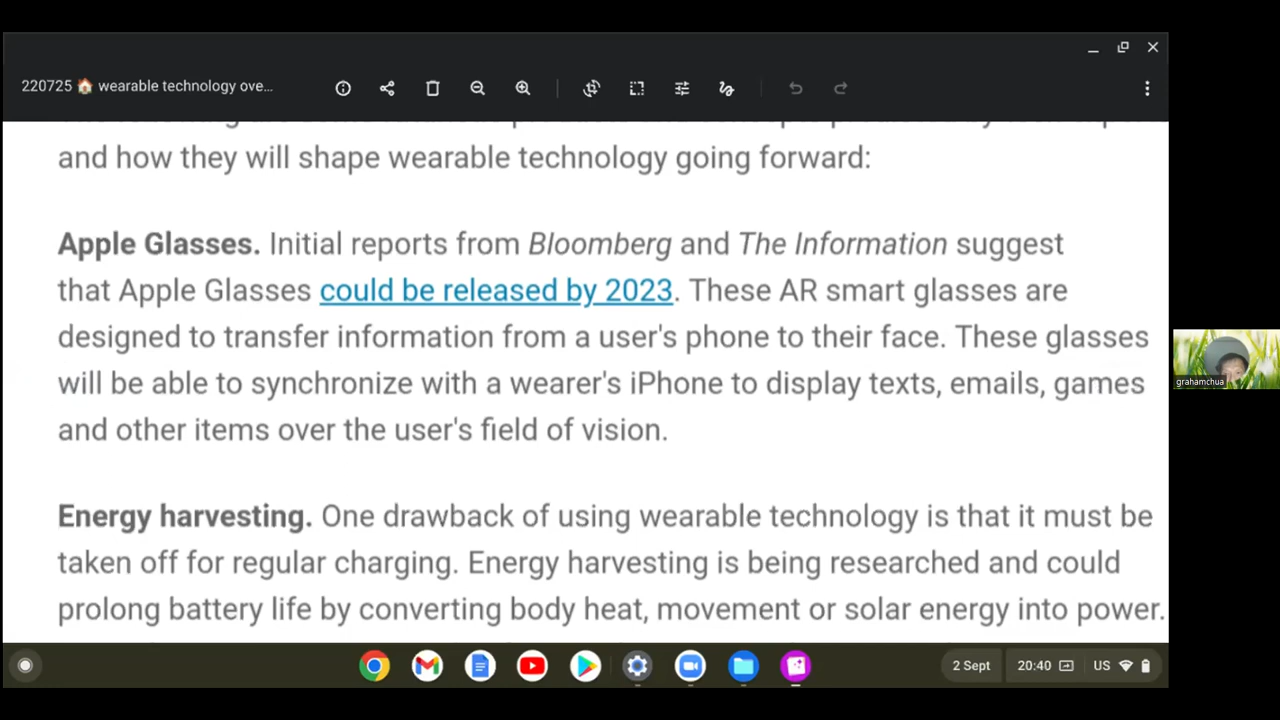 220725 🏠 wearable technology ove...
and how they will shape wearable technology going forward:
Apple Glasses. Initial reports from Bloomberg and The Information suggest
that Apple Glasses could be released by 2023. These AR smart glasses are
designed to transfer information from a user's phone to their face. These glasses
will be able to synchronize with a wearer's iPhone to display texts, emails, games
and other items over the user's field of vision.
Energy harvesting. One drawback of using wearable technology is that it must be
taken off for regular charging. Energy harvesting is being researched and could
prolong battery life by converting body heat, movement or solar energy into power.
grahamchua
2 Sept 20:40 US